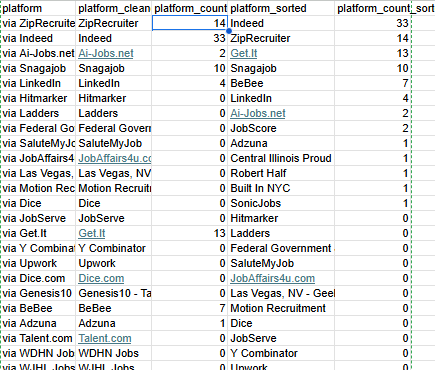 platform platform_clean platform_count platform_sorted platform_count_sort
via ZipRecruiter ZipRecruiter 14 Indeed 33
via Indeed Indeed 33 ZipRecruiter 14
via Ai-Jobs.net Ai-Jobs.net 2 Get.It 13
via Snagajob Snagajob 10 Snagajob 10
via LinkedIn LinkedIn 4 BeBee 7
via Hitmarker Hitmarker 0 LinkedIn 4
via Ladders Ladders 0 Ai-Jobs.net 2
via Federal Go Federal Govern 0 JobScore 2
via SaluteMyJo SaluteMyJob 0 Adzuna 1
via JobAffairs4 JobAffairs4u.co 0 Central Illinois Proud 1
via Las Vegas, Las Vegas, NV 0 Robert Half 1
via Motion Rec Motion Recruitm 0 Built In NYC 1
via Dice Dice 0 SonicJobs 1
via JobServe JobServe 0 Hitmarker 0
via Get.It Get.It 13 Ladders 0
via Y Combinat Y Combinator 0 Federal Government 0
via Upwork Upwork 0 SaluteMyJob 0
via Dice.com Dice.com 0 JobAffairs4u.com 0
via Genesis10 Genesis10 - Ta 0 Las Vegas, NV - Geel 0
via BeBee BeBee 7 Motion Recruitment 0
via Adzuna Adzuna 1 Dice 0
via Talent.com Talent.com 0 JobServe 0
via WDHN Jobs WDHN Jobs 0 Y Combinator 0
via WJHL Jobs WJHL Jobs 0 Upwork 0